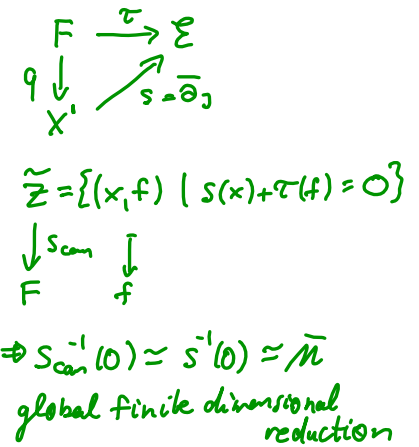 F τ→ ℰ
q ↓ ↗ s = ∂̄_J
X'
Z̃ = {(x, f) | s(x) + τ(f) = 0}
↓ s_can ↓
F f
⇒ s_can^{-1}(0) ≃ s^{-1}(0) ≃ M̄
global finite dimensional
reduction